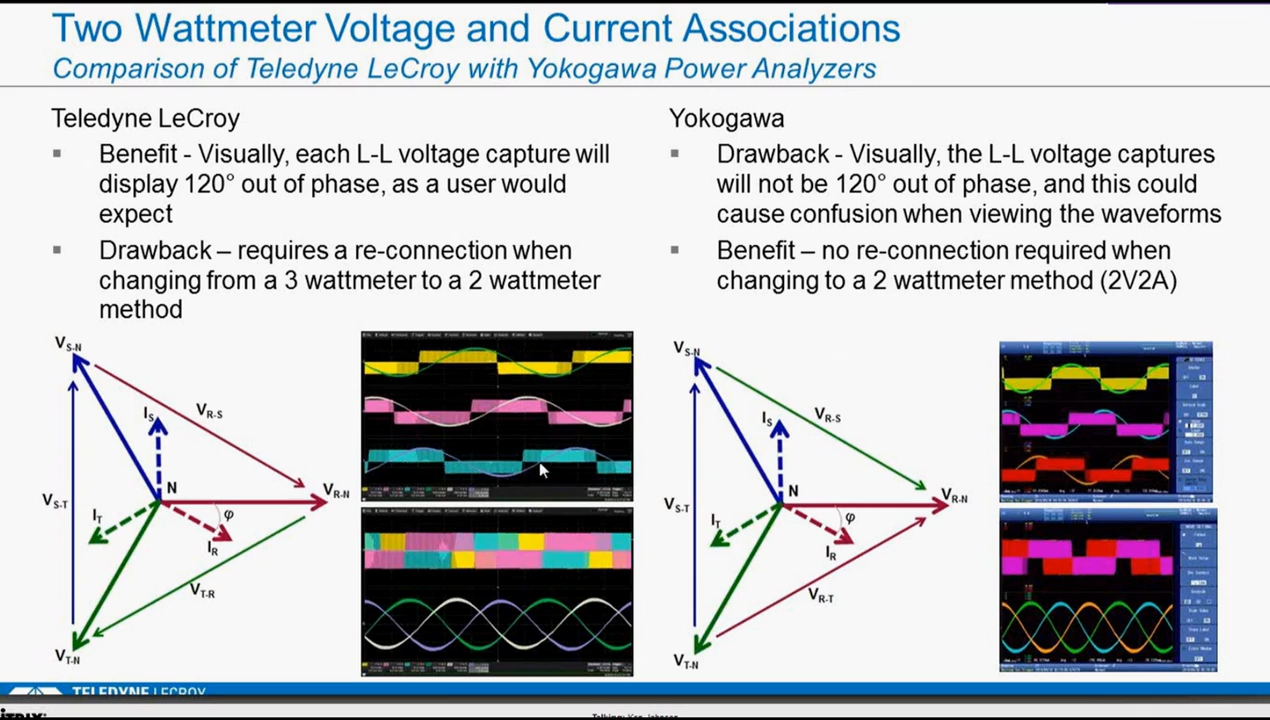 Two Wattmeter Voltage and Current Associations
Comparison of Teledyne LeCroy with Yokogawa Power Analyzers
Teledyne LeCroy
▪ Benefit - Visually, each L-L voltage capture will
display 120° out of phase, as a user would
expect
▪ Drawback – requires a re-connection when
changing from a 3 wattmeter to a 2 wattmeter
method
Yokogawa
▪ Drawback - Visually, the L-L voltage captures
will not be 120° out of phase, and this could
cause confusion when viewing the waveforms
▪ Benefit – no re-connection required when
changing to a 2 wattmeter method (2V2A)
VS-N
IS
VR-S
N
VR-N
VS-T
IT
φ
IR
VT-R
VT-N
VS-N
IS
VR-S
N
VR-N
VS-T
IT
φ
IR
VR-T
VT-N
TELEDYNE LECROY